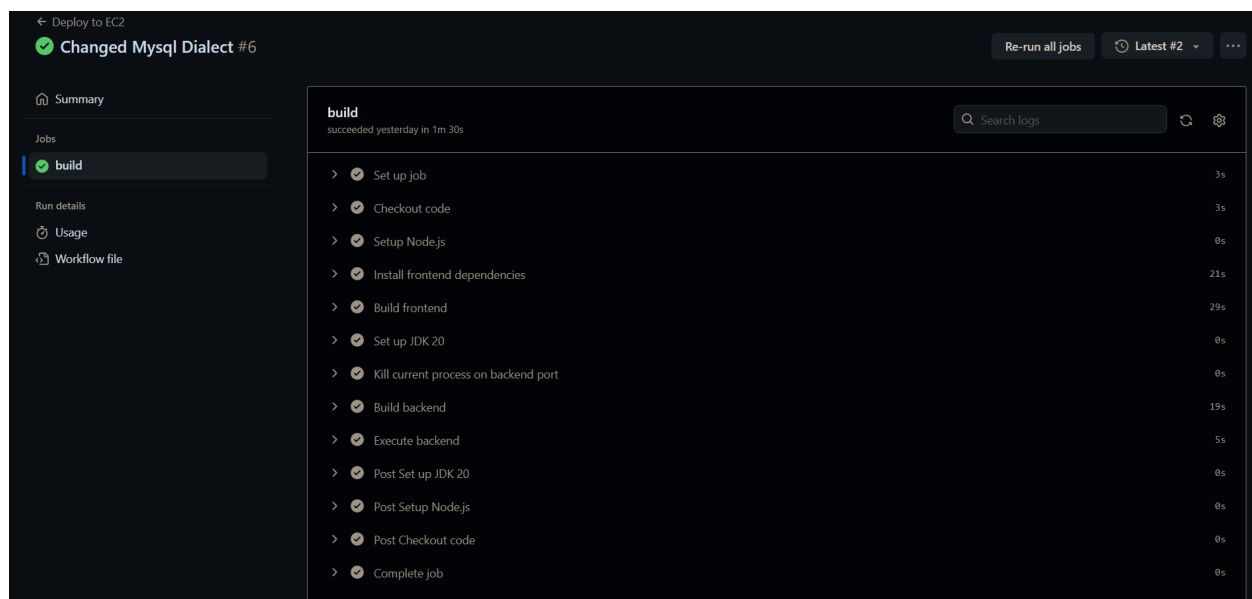 ← Deploy to EC2
Changed Mysql Dialect #6
Re-run all jobs
Latest #2
Summary
Jobs
build
Run details
Usage
Workflow file
build
succeeded yesterday in 1m 30s
Search logs
Set up job 3s
Checkout code 3s
Setup Node.js 0s
Install frontend dependencies 21s
Build frontend 29s
Set up JDK 20 0s
Kill current process on backend port 0s
Build backend 19s
Execute backend 5s
Post Set up JDK 20 0s
Post Setup Node.js 0s
Post Checkout code 0s
Complete job 0s